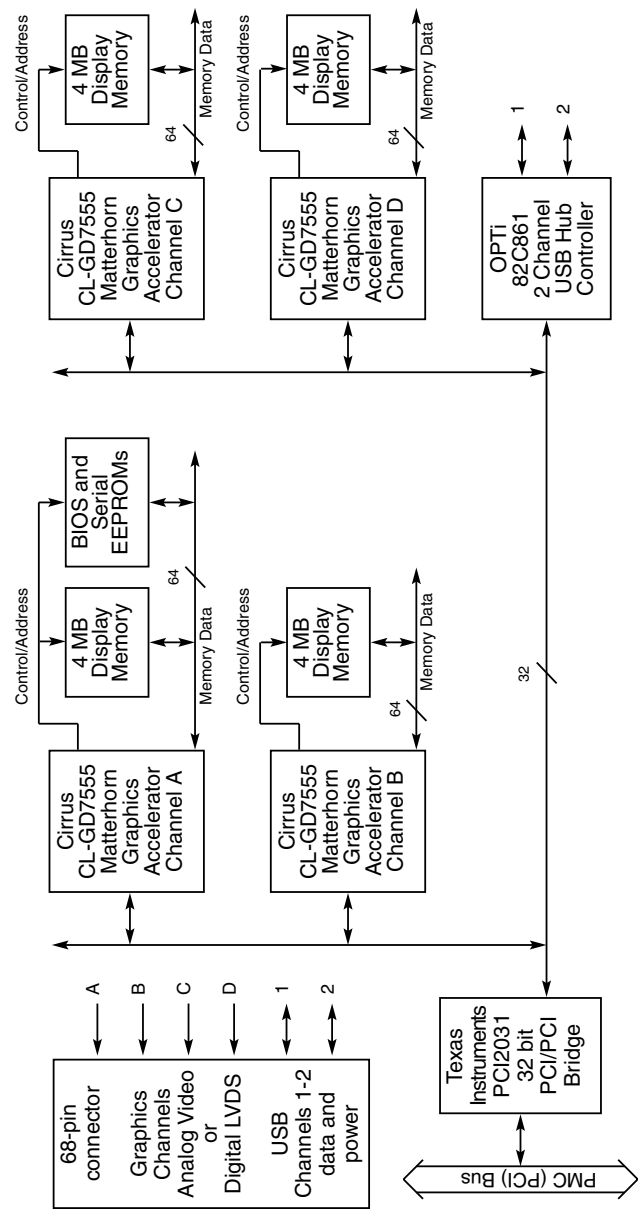 68-pin
connector
Graphics
Channels
Analog Video
or
Digital LVDS
USB
Channels 1-2
data and
power
A
B
C
D
1
2
Cirrus
CL-GD7555
Matterhorn
Graphics
Accelerator
Channel A
Control/Address
4 MB
Display
Memory
BIOS and
Serial
EEPROMs
Memory Data
64
Cirrus
CL-GD7555
Matterhorn
Graphics
Accelerator
Channel C
Control/Address
4 MB
Display
Memory
64
Memory Data
Cirrus
CL-GD7555
Matterhorn
Graphics
Accelerator
Channel B
Control/Address
4 MB
Display
Memory
64
Memory Data
Cirrus
CL-GD7555
Matterhorn
Graphics
Accelerator
Channel D
Control/Address
4 MB
Display
Memory
64
Memory Data
PMC (PCI) Bus
Texas
Instruments
PCI2031
32 bit
PCI/PCI
Bridge
32
OPTi
82C861
2 Channel
USB Hub
Controller
1
2